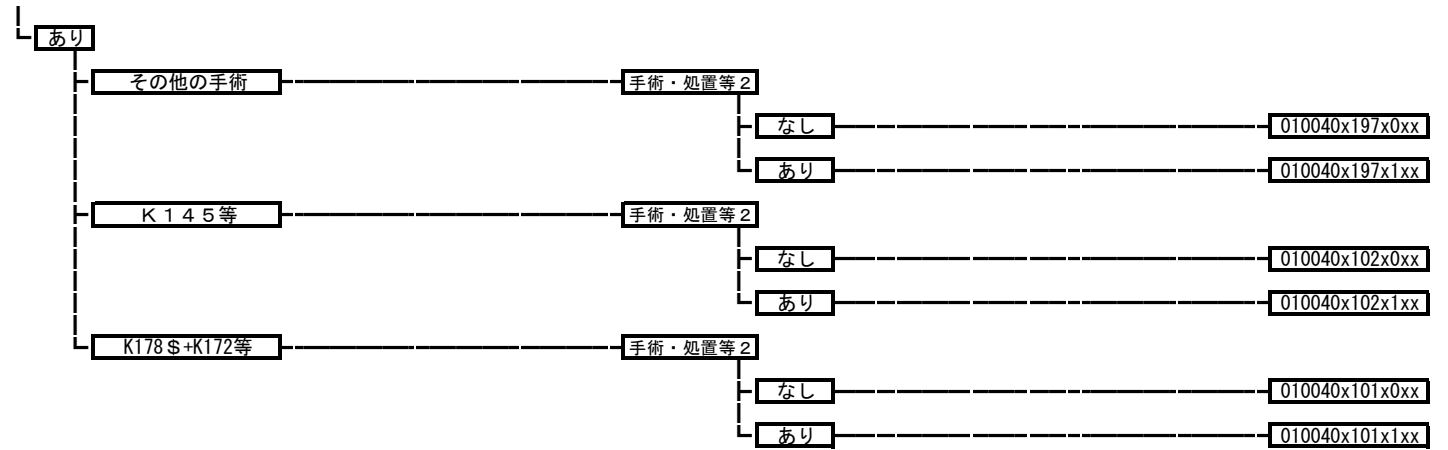 あり
その他の手術 手術・処置等２
なし 010040x197x0xx
あり 010040x197x1xx
Ｋ１４５等 手術・処置等２
なし 010040x102x0xx
あり 010040x102x1xx
K178＄+K172等 手術・処置等２
なし 010040x101x0xx
あり 010040x101x1xx